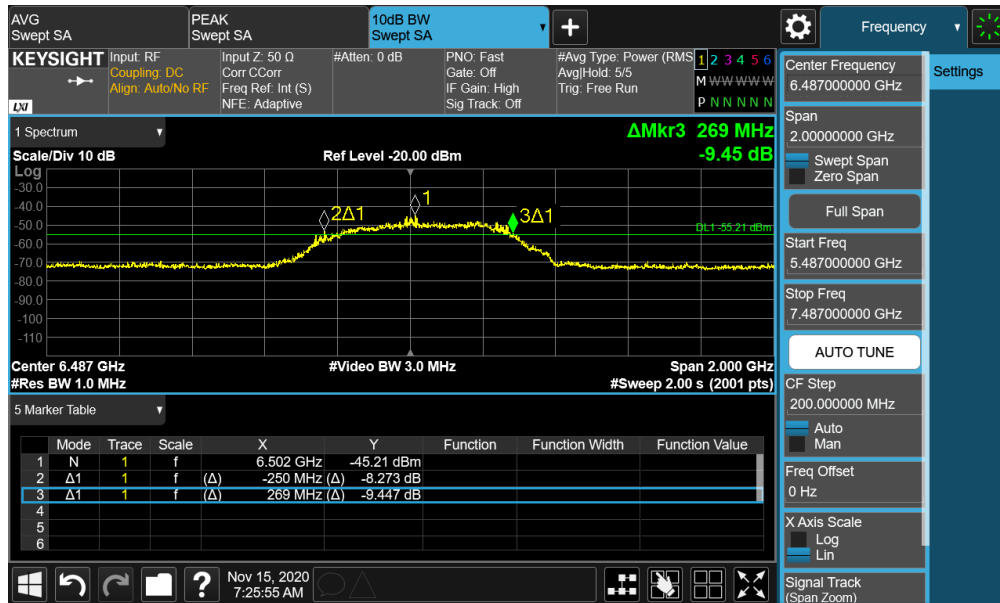 AVG
Swept SA
PEAK
Swept SA
10dB BW
Swept SA
Frequency
KEYSIGHT
LXI
Input: RF
Coupling: DC
Align: Auto/No RF
Input Z: 50 Ω
Corr CCorr
Freq Ref: Int (S)
NFE: Adaptive
#Atten: 0 dB
PNO: Fast
Gate: Off
IF Gain: High
Sig Track: Off
#Avg Type: Power (RMS
Avg|Hold: 5/5
Trig: Free Run
1 2 3 4 5 6
M W W W W W
P N N N N N
1 Spectrum
Scale/Div 10 dB
Ref Level -20.00 dBm
ΔMkr3 269 MHz
-9.45 dB
Log
-30.0
-40.0
-50.0
-60.0
-70.0
-80.0
-90.0
-100
-110
2Δ1
1
3Δ1
DL1 -55.21 dBm
Center 6.487 GHz
#Video BW 3.0 MHz
Span 2.000 GHz
#Res BW 1.0 MHz
#Sweep 2.00 s (2001 pts)
5 Marker Table
Mode Trace Scale X Y Function Function Width Function Value
1 N 1 f 6.502 GHz -45.21 dBm
2 Δ1 1 f (Δ) -250 MHz (Δ) -8.273 dB
3 Δ1 1 f (Δ) 269 MHz (Δ) -9.447 dB
4
5
6
Nov 15, 2020
7:25:55 AM
Center Frequency
6.487000000 GHz
Settings
Span
2.00000000 GHz
Swept Span
Zero Span
Full Span
Start Freq
5.487000000 GHz
Stop Freq
7.487000000 GHz
AUTO TUNE
CF Step
200.000000 MHz
Auto
Man
Freq Offset
0 Hz
X Axis Scale
Log
Lin
Signal Track
(Span Zoom)